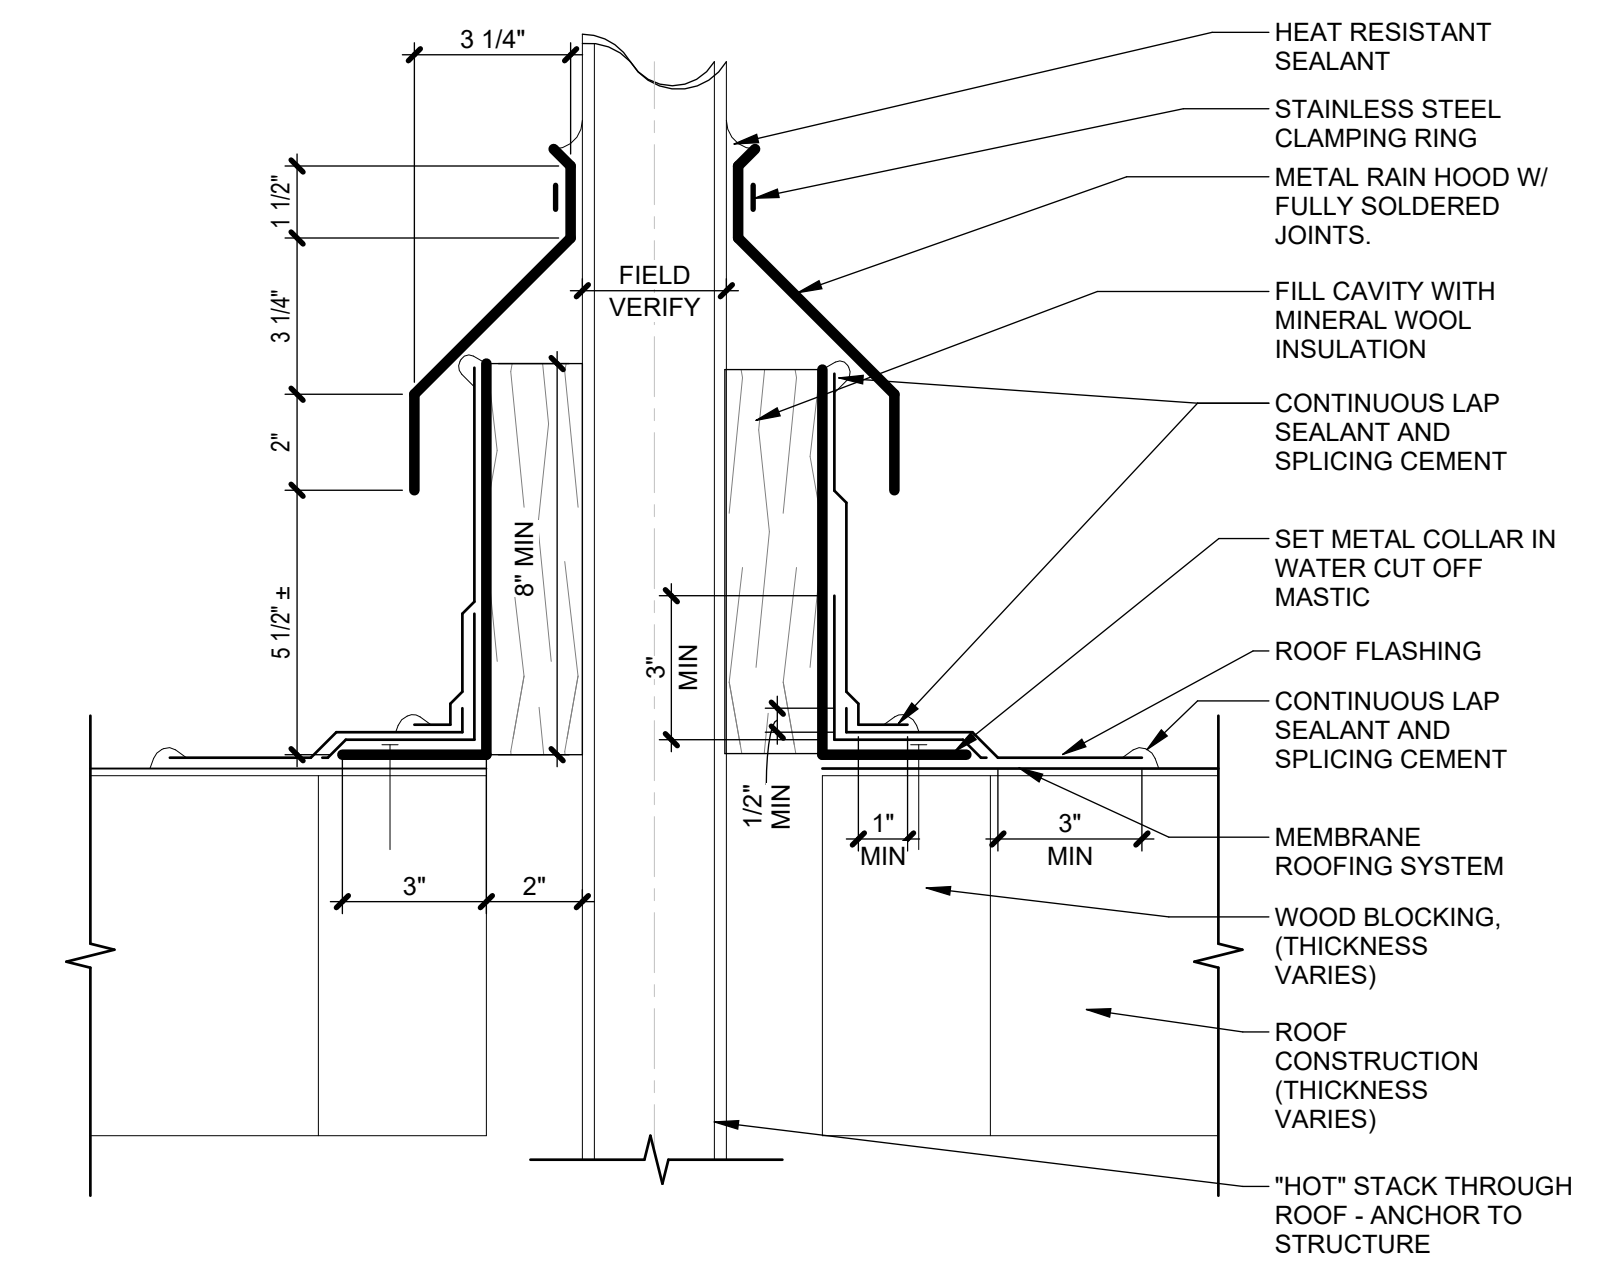 3 1/4"
1 1/2"
3 1/4"
2"
5 1/2" ±
FIELD
VERIFY
8" MIN
3"
MIN
1/2"
MIN
1"
MIN
3"
MIN
3"
2"
HEAT RESISTANT
SEALANT
STAINLESS STEEL
CLAMPING RING
METAL RAIN HOOD W/
FULLY SOLDERED
JOINTS.
FILL CAVITY WITH
MINERAL WOOL
INSULATION
CONTINUOUS LAP
SEALANT AND
SPLICING CEMENT
SET METAL COLLAR IN
WATER CUT OFF
MASTIC
ROOF FLASHING
CONTINUOUS LAP
SEALANT AND
SPLICING CEMENT
MEMBRANE
ROOFING SYSTEM
WOOD BLOCKING,
(THICKNESS
VARIES)
ROOF
CONSTRUCTION
(THICKNESS
VARIES)
"HOT" STACK THROUGH
ROOF - ANCHOR TO
STRUCTURE